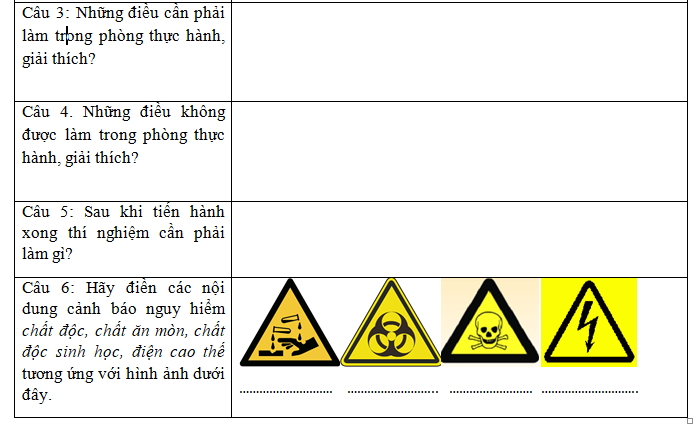 Câu 3: Những điều cần phải
làm trong phòng thực hành,
giải thích?
Câu 4. Những điều không
được làm trong phòng thực
hành, giải thích?
Câu 5: Sau khi tiến hành
xong thí nghiệm cần phải
làm gì?
Câu 6: Hãy điền các nội
dung cảnh báo nguy hiểm
chất độc, chất ăn mòn, chất
độc sinh học, điện cao thế
tương ứng với hình ảnh dưới
đây.
............................ ............................ ......................... .............................